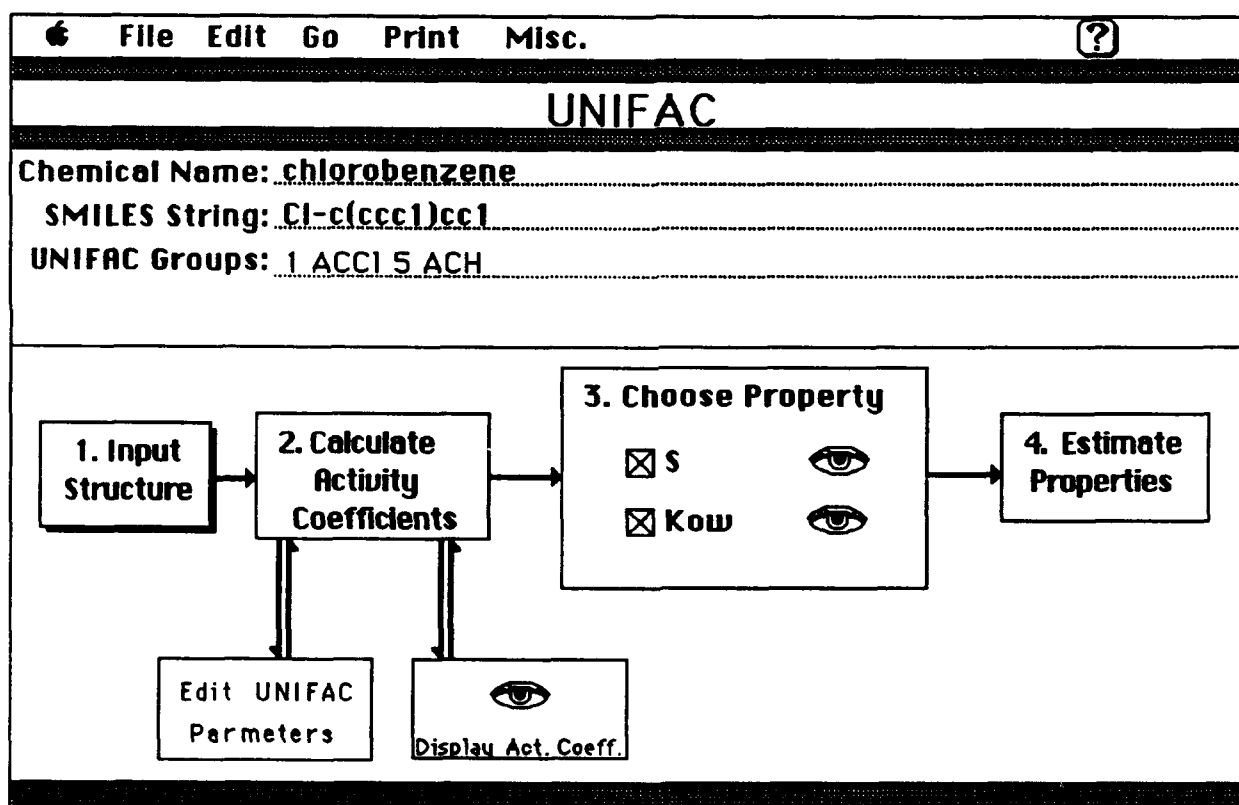 File Edit Go Print Misc. ?
UNIFAC
Chemical Name: chlorobenzene
SMILES String: Cl-c(ccc1)cc1
UNIFAC Groups: 1 ACCl 5 ACH
1. Input
Structure
2. Calculate
Activity
Coefficients
3. Choose Property
S
Kow
4. Estimate
Properties
Edit UNIFAC
Parmeters
Display Act. Coeff.